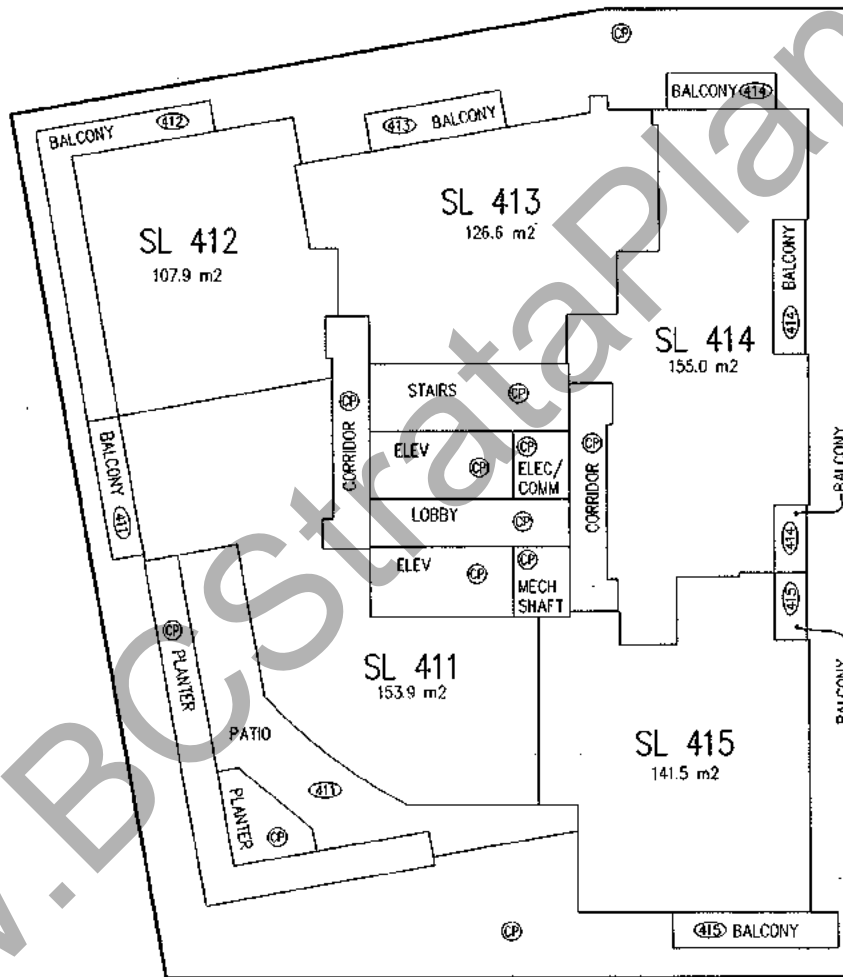 CP
BALCONY 414
BALCONY 412
413 BALCONY
SL 413
126.6 m2
SL 412
107.9 m2
BALCONY
414
SL 414
155.0 m2
STAIRS CP
CP
CORRIDOR
ELEV CP
CP
ELEC/
COMM
CP
CORRIDOR
BALCONY
411
BALCONY
LOBBY CP
414
ELEV CP
CP
MECH
SHAFT
415
BALCONY
CP
PLANTER
SL 411
153.9 m2
PATIO
SL 415
141.5 m2
411
PLANTER
CP
CP
415 BALCONY
www.BCStrataPlan